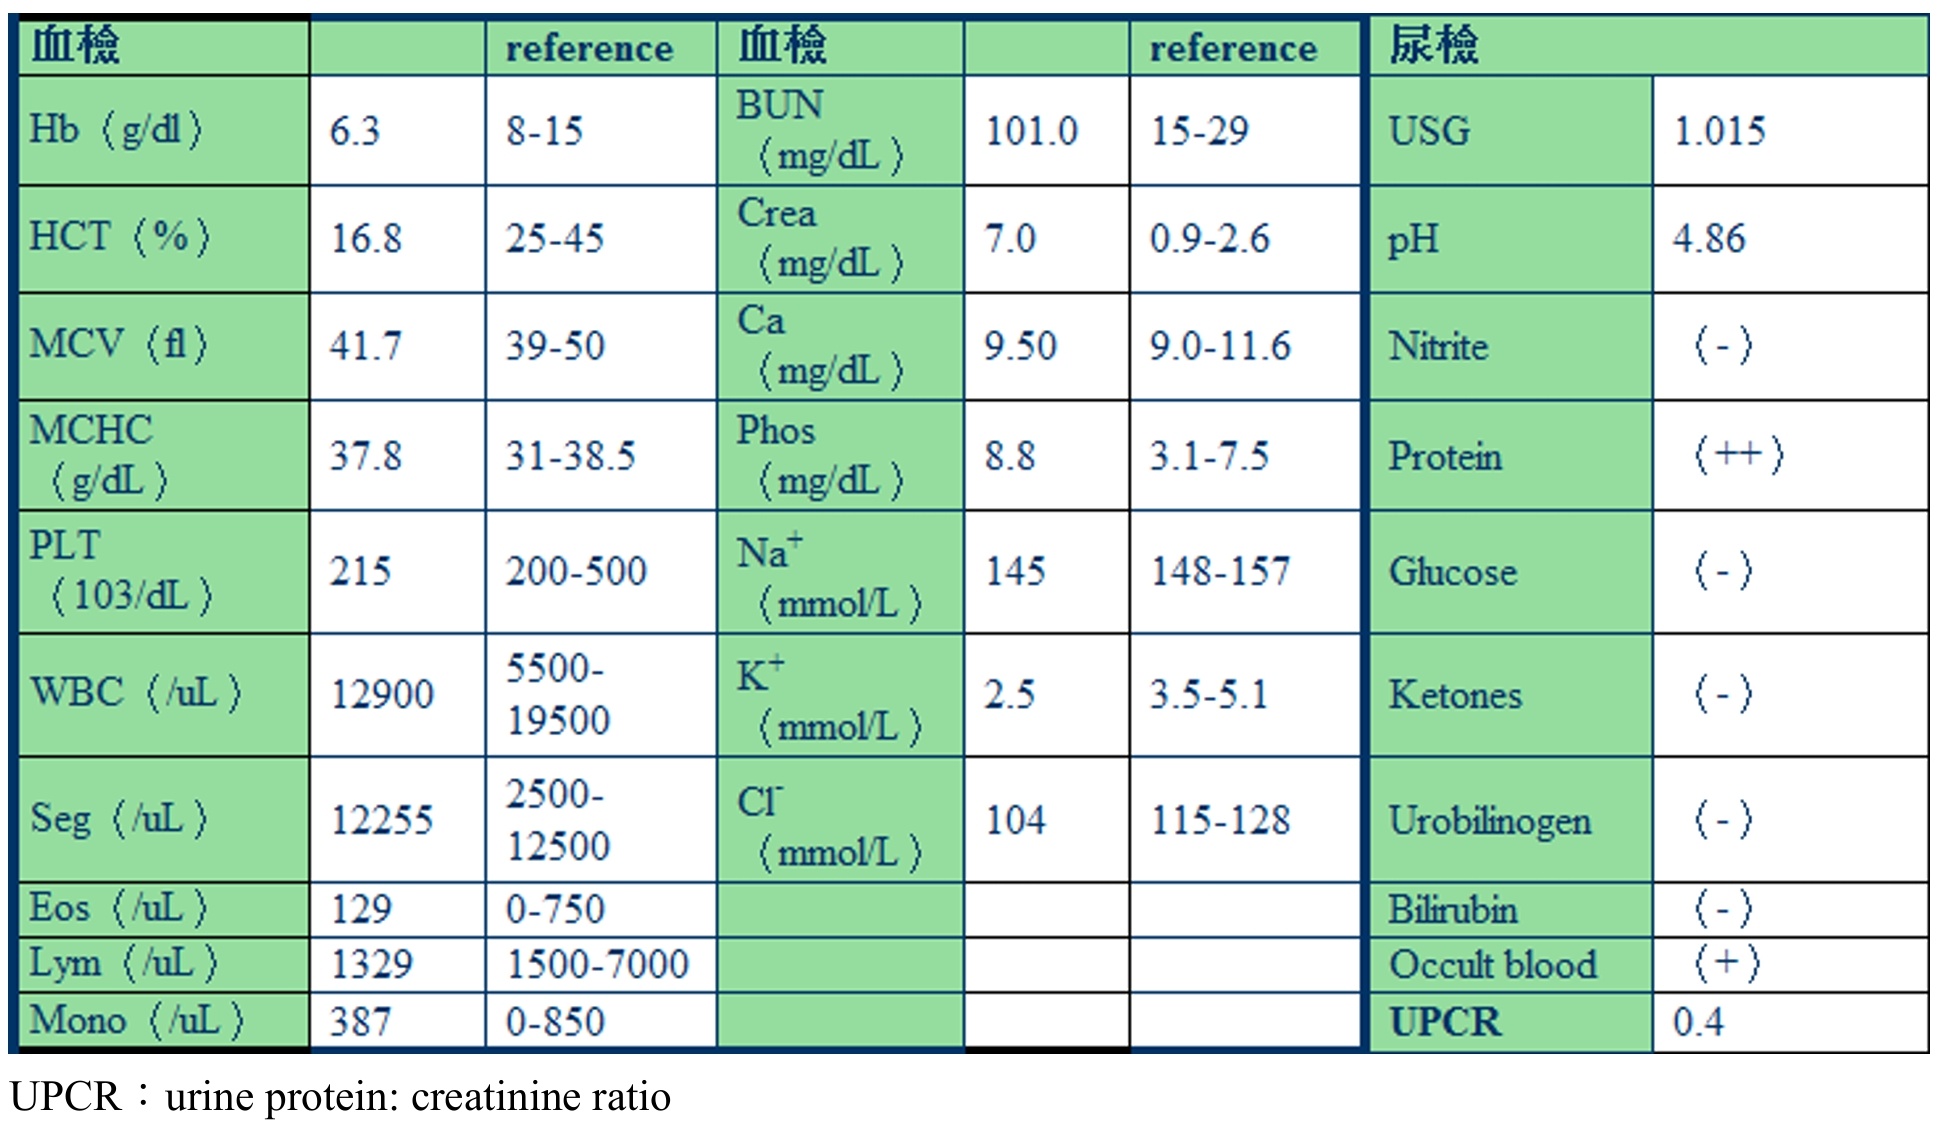 血檢 reference 血檢 reference 尿檢
Hb（g/dl） 6.3 8-15 BUN（mg/dL） 101.0 15-29 USG 1.015
HCT（%） 16.8 25-45 Crea（mg/dL） 7.0 0.9-2.6 pH 4.86
MCV（fl） 41.7 39-50 Ca（mg/dL） 9.50 9.0-11.6 Nitrite （-）
MCHC（g/dL） 37.8 31-38.5 Phos（mg/dL） 8.8 3.1-7.5 Protein （++）
PLT（103/dL） 215 200-500 Na⁺（mmol/L） 145 148-157 Glucose （-）
WBC（/uL） 12900 5500-19500 K⁺（mmol/L） 2.5 3.5-5.1 Ketones （-）
Seg（/uL） 12255 2500-12500 Cl⁻（mmol/L） 104 115-128 Urobilinogen （-）
Eos（/uL） 129 0-750 Bilirubin （-）
Lym（/uL） 1329 1500-7000 Occult blood （+）
Mono（/uL） 387 0-850 UPCR 0.4
UPCR：urine protein: creatinine ratio